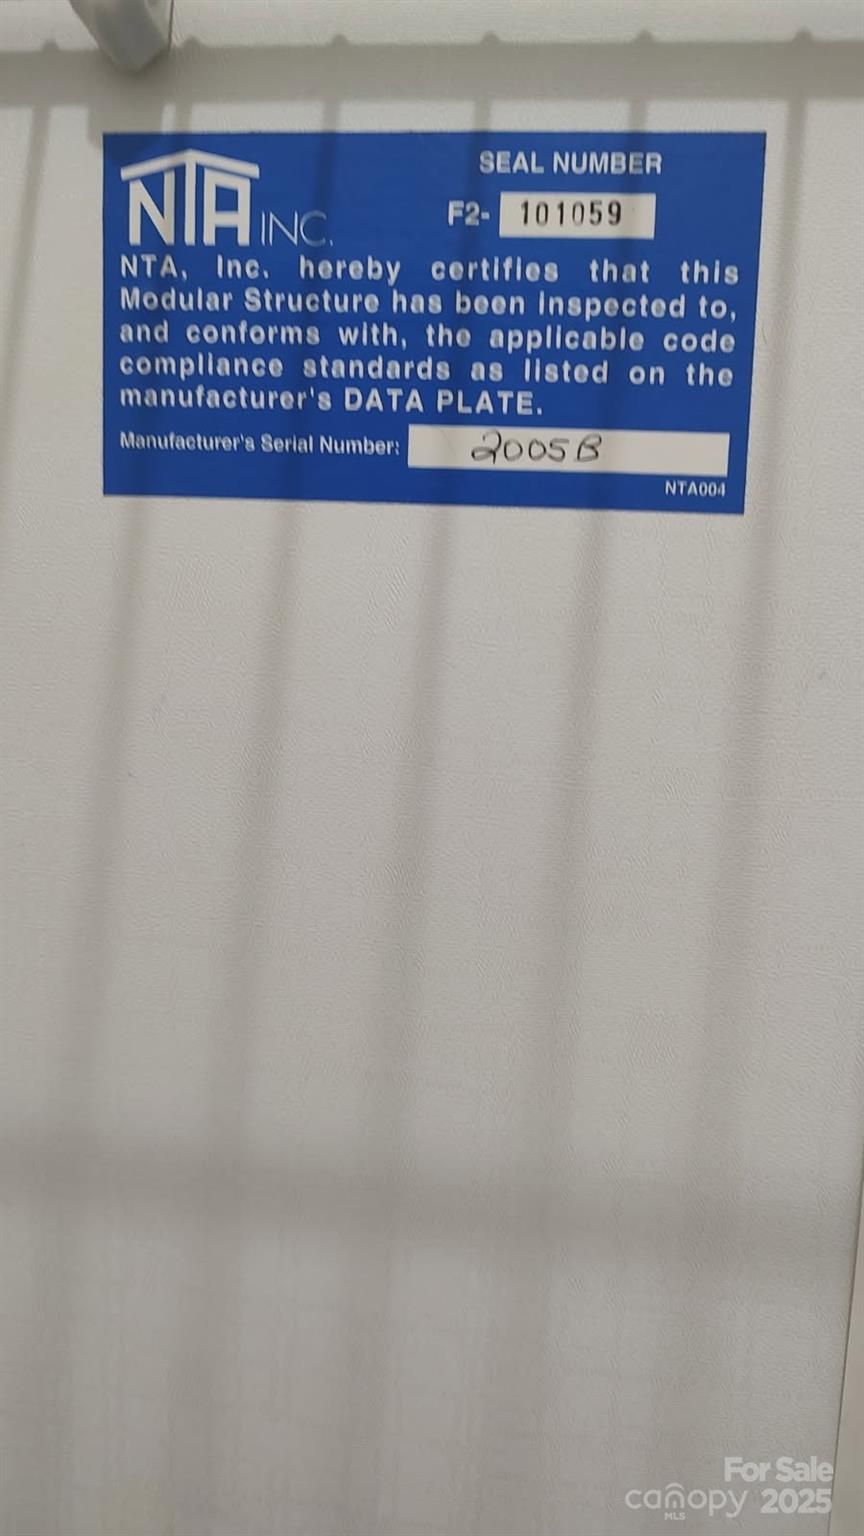 NTA INC.
SEAL NUMBER
F2- 101059
NTA, Inc. hereby certifies that this
Modular Structure has been inspected to,
and conforms with, the applicable code
compliance standards as listed on the
manufacturer's DATA PLATE.
Manufacturer's Serial Number: 2005B
NTA004
For Sale
canopy 2025
MLS